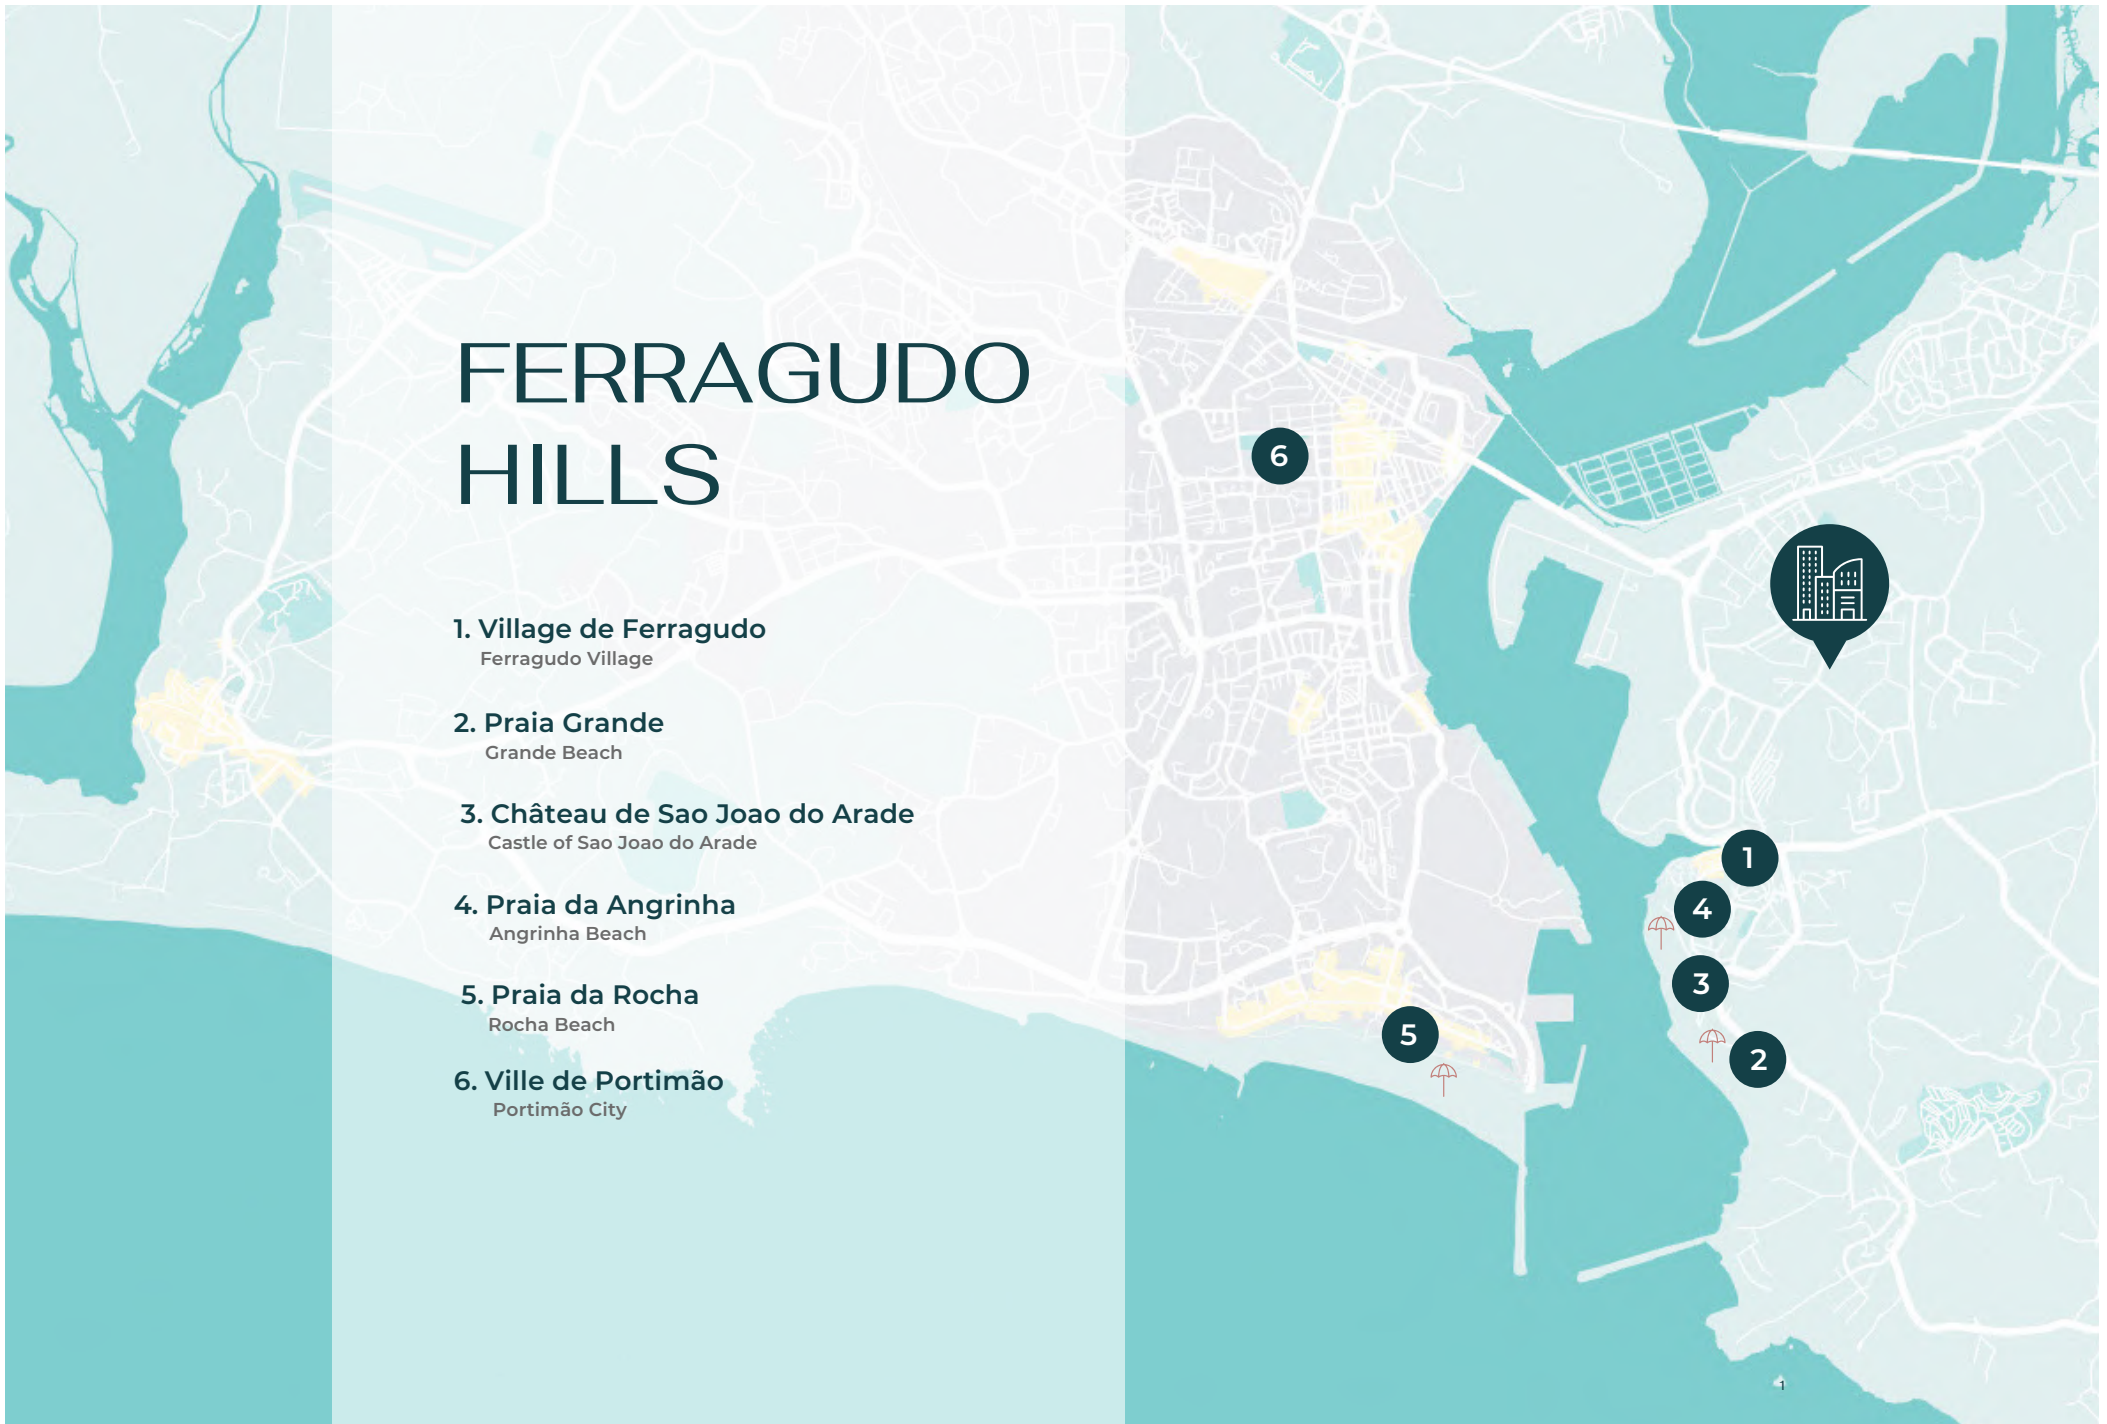 FERRAGUDO
HILLS
1. Village de Ferragudo
Ferragudo Village
2. Praia Grande
Grande Beach
3. Château de Sao Joao do Arade
Castle of Sao Joao do Arade
4. Praia da Angrinha
Angrinha Beach
5. Praia da Rocha
Rocha Beach
6. Ville de Portimão
Portimão City
6
1
4
3
5
2
1